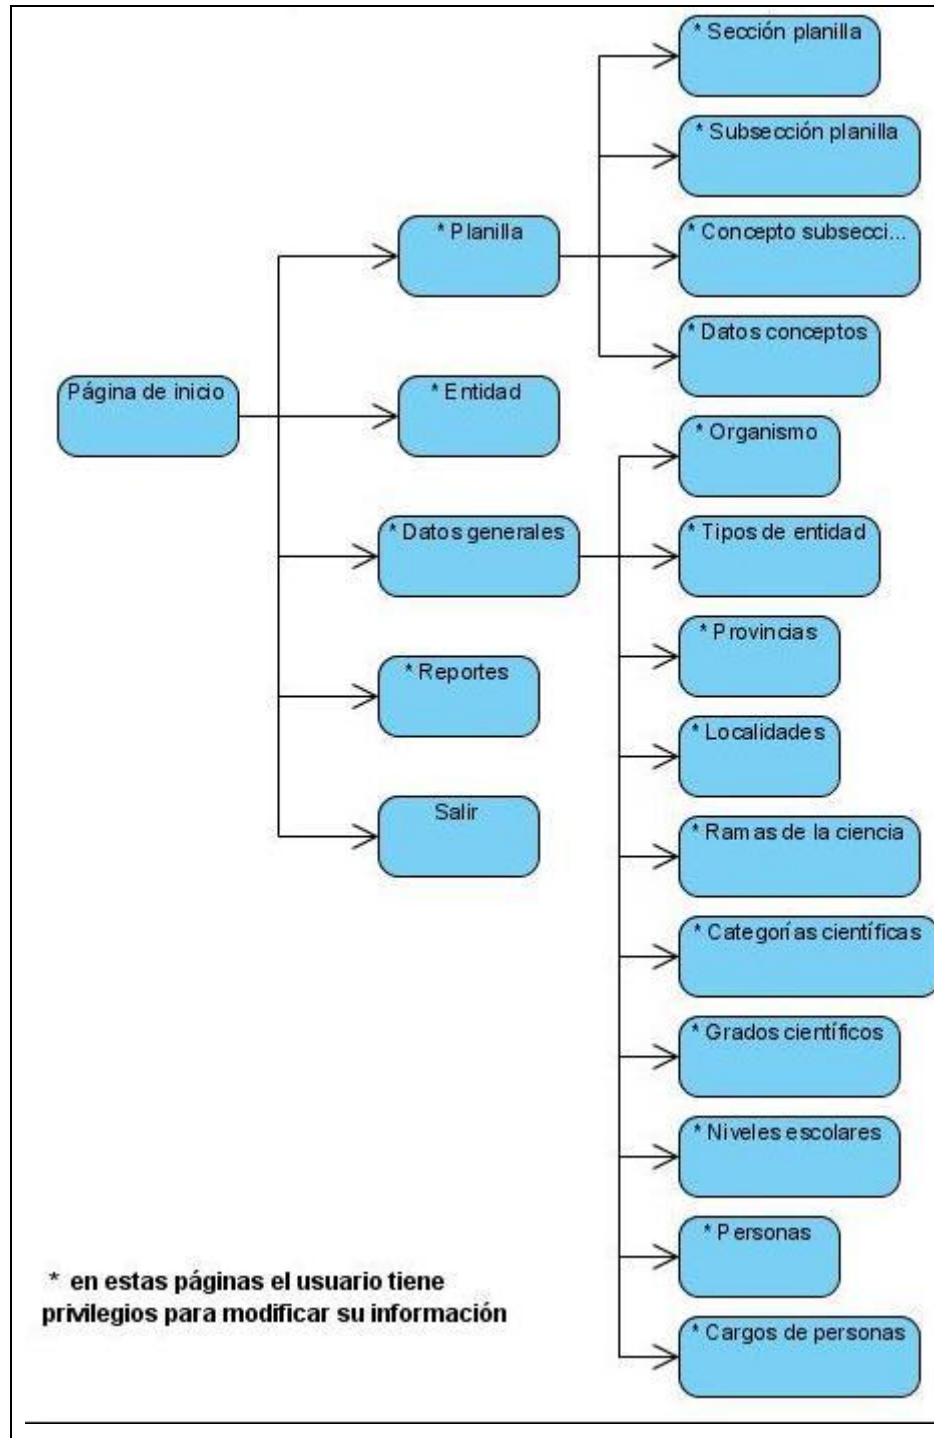 * Sección planilla
* Subsección planilla
* Planilla
* Concepto subsecci...
* Datos conceptos
Página de inicio
* Entidad
* Organismo
* Datos generales
* Tipos de entidad
* Provincias
* Reportes
* Localidades
Salir
* Ramas de la ciencia
* Categorías científicas
* Grados científicos
* Niveles escolares
* Personas
* en estas páginas el usuario tiene
privilegios para modificar su información
* Cargos de personas